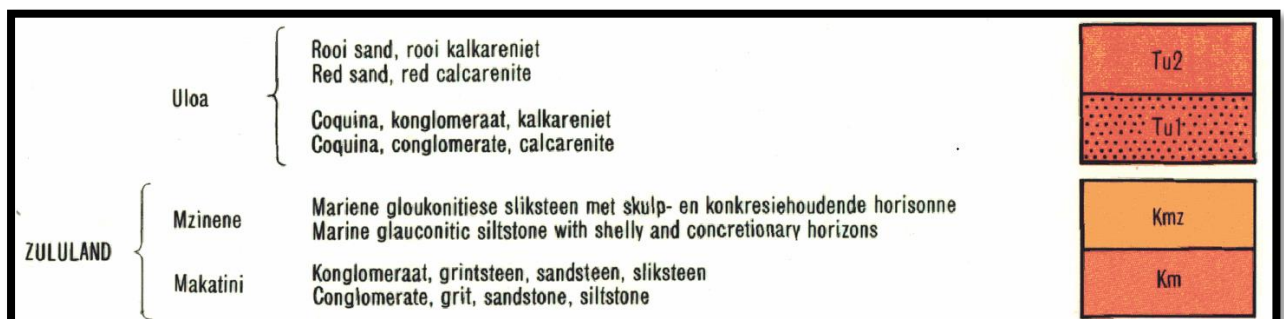 Rooi sand, rooi kalkareniet
Red sand, red calcarenite
Uloa
Coquina, konglomeraat, kalkareniet
Coquina, conglomerate, calcarenite
Tu2
Tu1
ZULULAND
Mzinene
Mariene gloukonitiese sliksteen met skulp- en konkresiehoudende horisonne
Marine glauconitic siltstone with shelly and concretionary horizons
Kmz
Makatini
Konglomeraat, grintsteen, sandsteen, sliksteen
Conglomerate, grit, sandstone, siltstone
Km